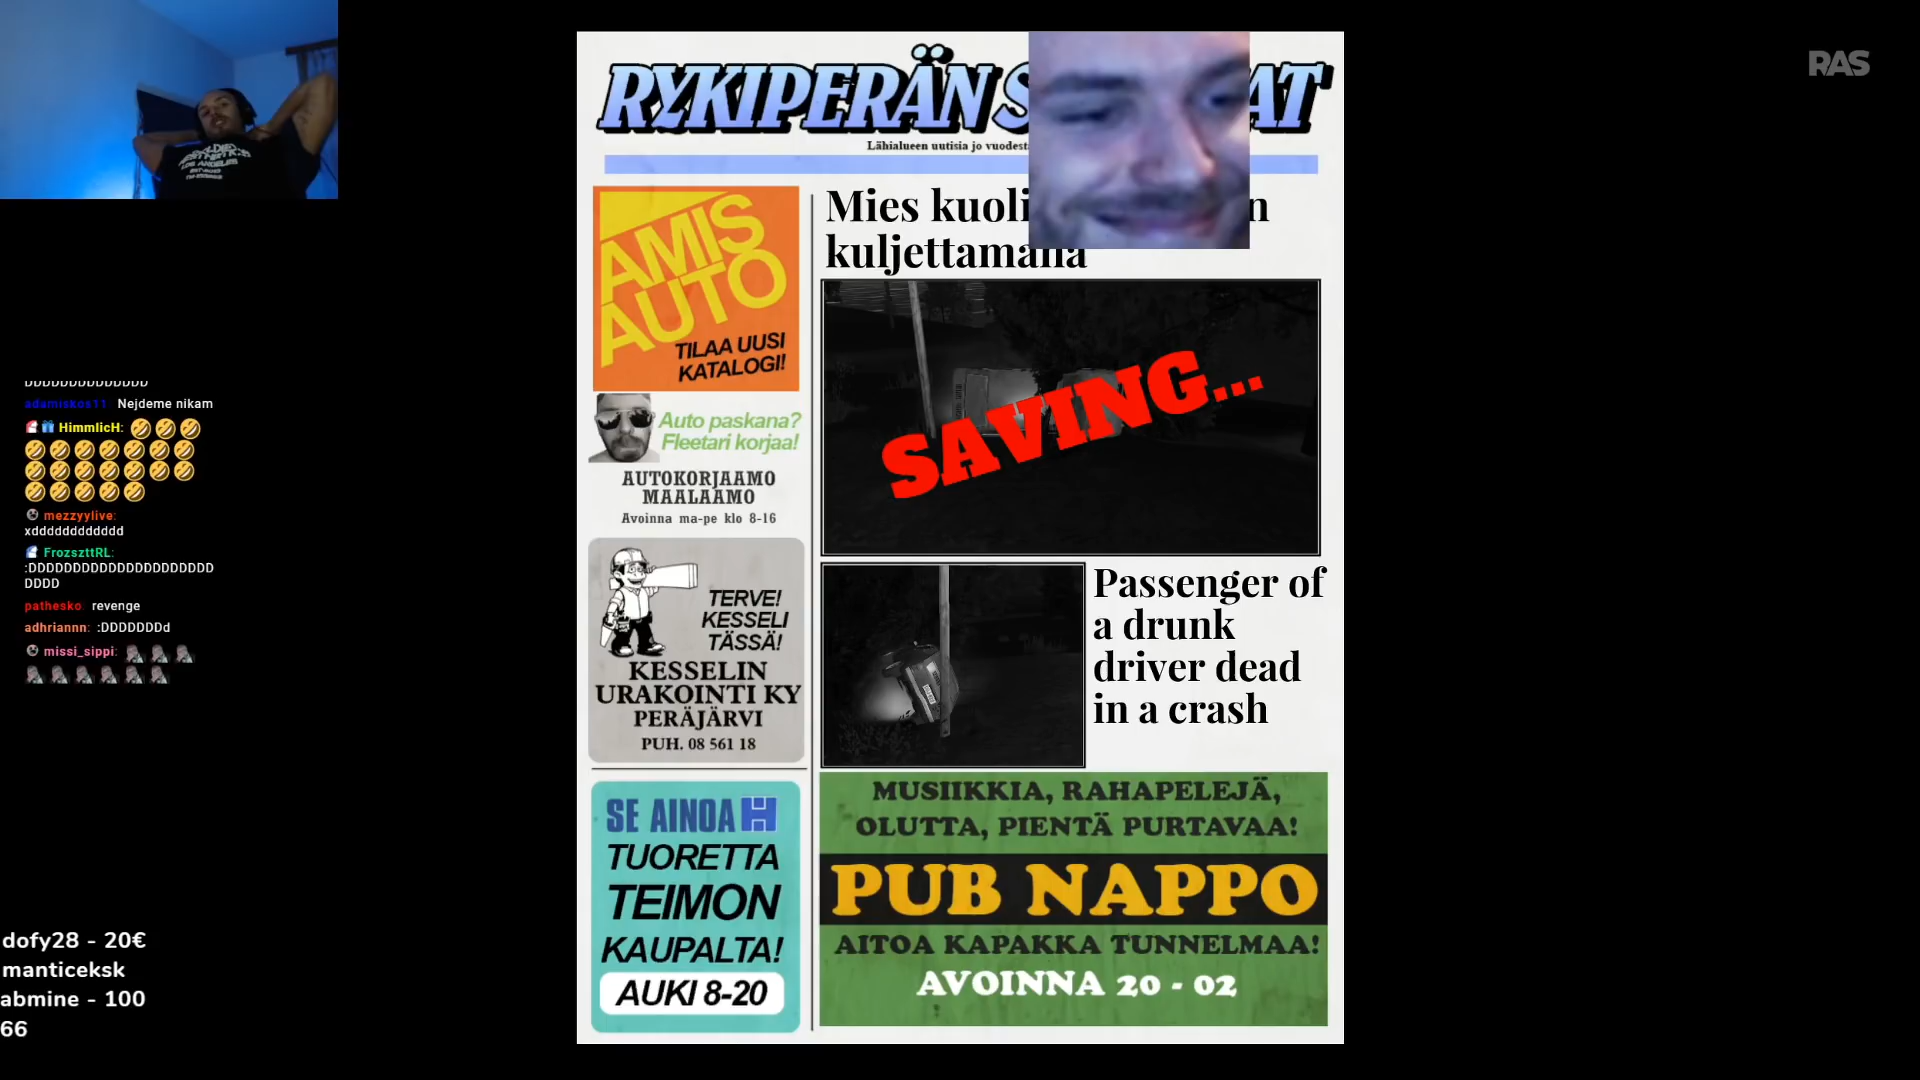 RAS
RYKIPERÄN S AT
Lähialueen uutisia jo
AMIS
AUTO
TILAA UUSI
KATALOGI!
Auto paskana?
Fleetari korjaa!
AUTOKORJAAMO
MAALAAMO
Avoinna ma-pe klo 8-16
TERVE!
KESSELI
TÄSSÄ!
KESSELIN
URAKOINTI KY
PERÄJÄRVI
PUH. 08 561 18
SE AINOA H
TUORETTA
TEIMON
KAUPALTA!
AUKI 8-20
Mies kuoli n
kuljettamana
SAVING...
Passenger of
a drunk
driver dead
in a crash
MUSIIKKIA, RAHAPELEJÄ,
OLUTTA, PIENTÄ PURTAVAA!
PUB NAPPO
AITOA KAPAKKA TUNNELMAA!
AVOINNA 20 - 02
adamiskos11 Nejdeme nikam
HimmlicH:
mezzyylive:
xdddddddddddd
FrozszttRL:
:DDDDDDDDDDDDDDDDDDDDD
DDDD
pathesko revenge
adhriannn: :DDDDDDDd
missi_sippi:
dofy28 - 20€
manticeksk
abmine - 100
66